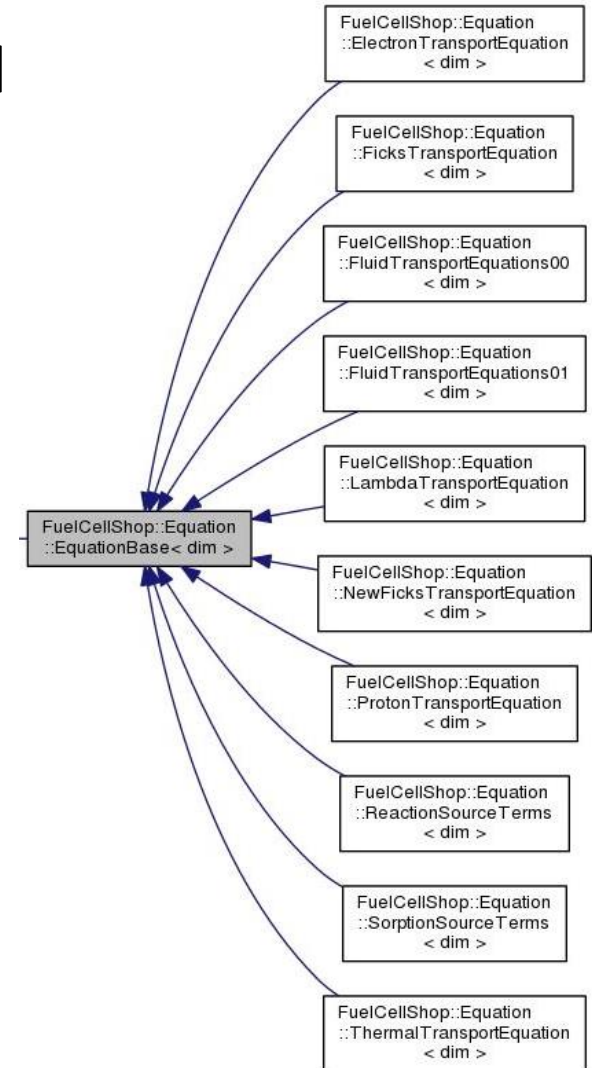 FuelCellShop::Equation
::ElectronTransportEquation
< dim >
FuelCellShop::Equation
::FicksTransportEquation
< dim >
FuelCellShop::Equation
::FluidTransportEquations00
< dim >
FuelCellShop::Equation
::FluidTransportEquations01
< dim >
FuelCellShop::Equation
::LambdaTransportEquation
< dim >
FuelCellShop::Equation
::EquationBase< dim >
FuelCellShop::Equation
::NewFicksTransportEquation
< dim >
FuelCellShop::Equation
::ProtonTransportEquation
< dim >
FuelCellShop::Equation
::ReactionSourceTerms
< dim >
FuelCellShop::Equation
::SorptionSourceTerms
< dim >
FuelCellShop::Equation
::ThermalTransportEquation
< dim >